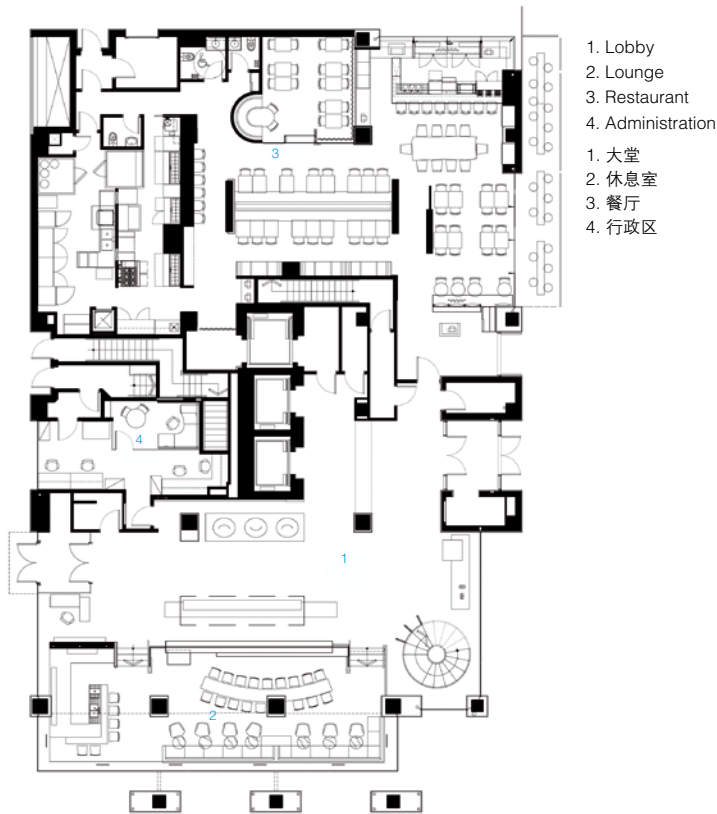 1. Lobby
2. Lounge
3. Restaurant
4. Administration
1. 大堂
2. 休息室
3. 餐厅
4. 行政区
3
4
1
2